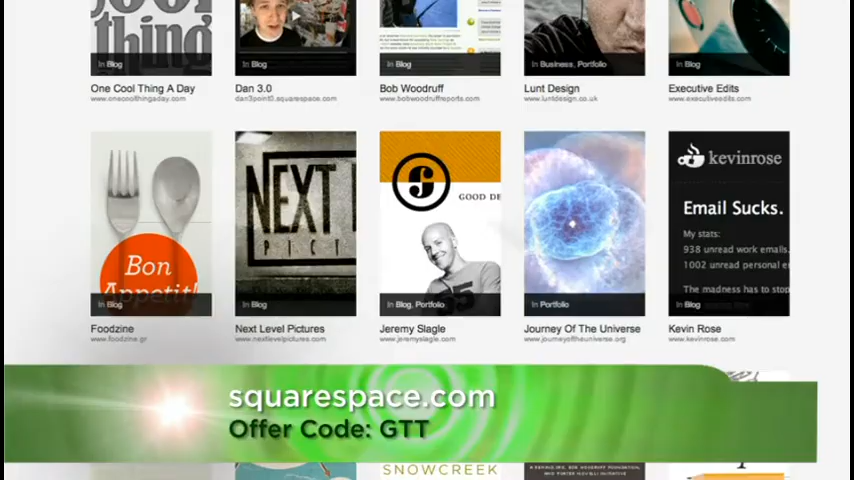 thing
In Blog
In Blog
In Blog
In Business, Portfolio
In Blog
One Cool Thing A Day
Dan 3.0
Bob Woodruff
Lunt Design
Executive Edits
www.onecoolthingaday.com
dan3point0.squarespace.com
www.bobwoodruffreports.com
www.luntdesign.co.uk
www.executiveedits.com
Bon
Appetit!
NEXT
PICT
GOOD DE
kevinrose
Email Sucks.
My stats:
938 unread work emails.
1002 unread personal e
The madness has to stop
In Blog
In Blog
In Blog, Portfolio
In Portfolio
In Blog
Foodzine
Next Level Pictures
Jeremy Slagle
Journey Of The Universe
Kevin Rose
www.foodzine.gr
www.nextlevelpictures.com
www.jeremyslagle.com
www.journeyoftheuniverse.org
www.kevinrose.com
squarespace.com
Offer Code: GTT
SNOWCREEK